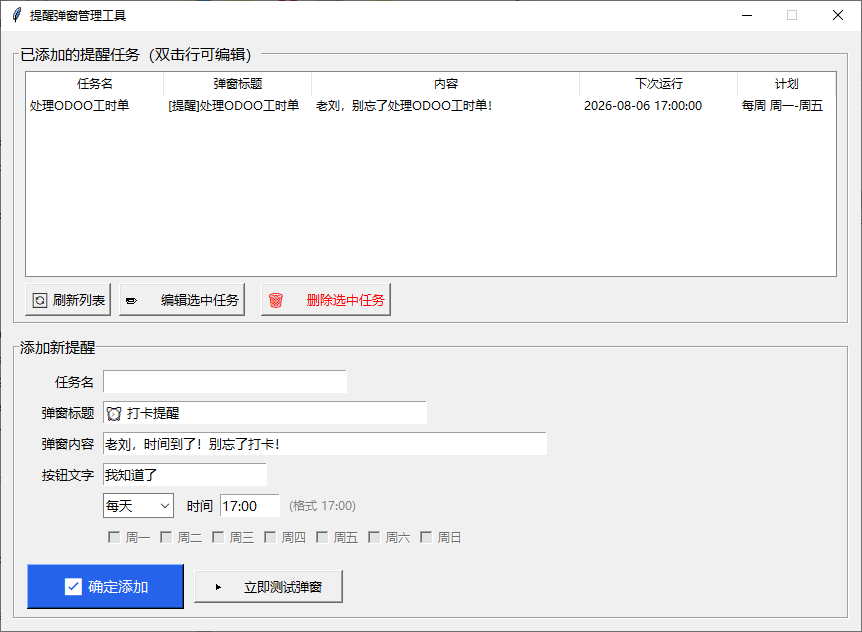 提醒弹窗管理工具
已添加的提醒任务（双击行可编辑）
任务名 弹窗标题 内容 下次运行 计划
处理ODOO工时单 [提醒]处理ODOO工时单 老刘，别忘了处理ODOO工时单！ 2026-08-06 17:00:00 每周 周一-周五
刷新列表 编辑选中任务 删除选中任务
添加新提醒
任务名
弹窗标题 ⏰ 打卡提醒
弹窗内容 老刘，时间到了！别忘了打卡！
按钮文字 我知道了
每天 时间 17:00 (格式 17:00)
周一 周二 周三 周四 周五 周六 周日
确定添加 立即测试弹窗